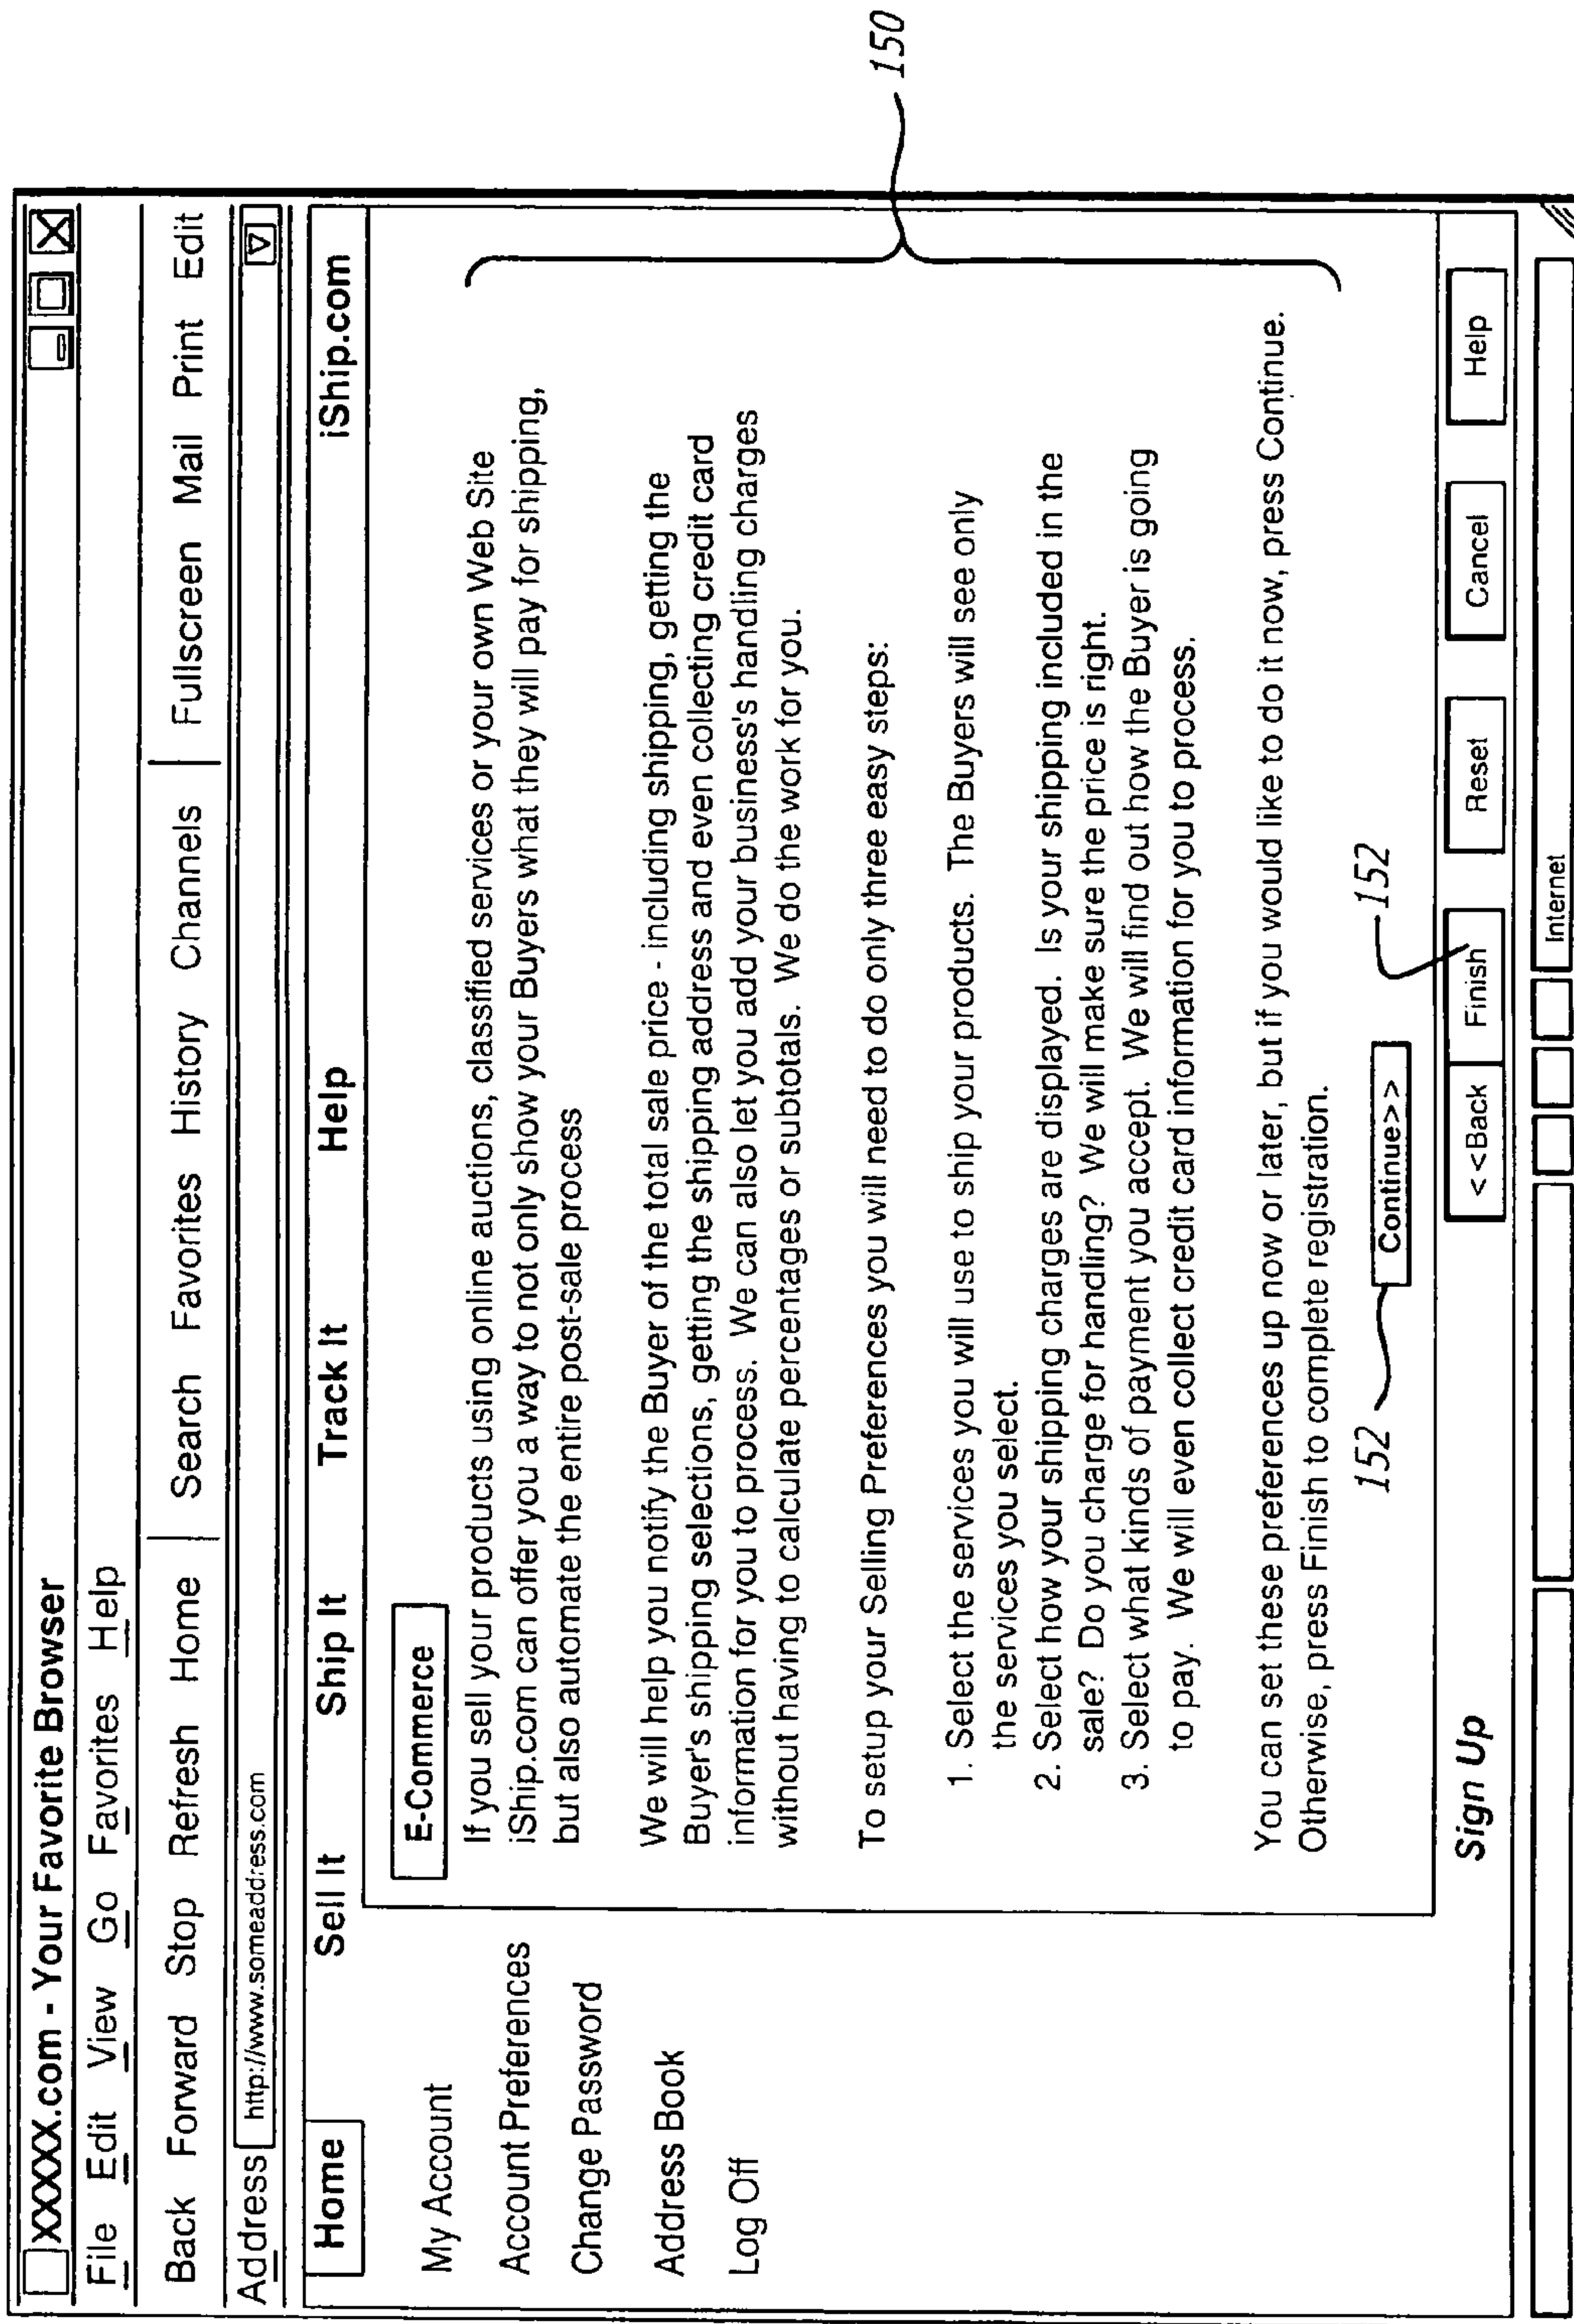 XXXXX.com - Your Favorite Browser
File Edit View Go Favorites Help
Back Forward Stop Refresh Home Search Favorites History Channels Fullscreen Mail Print Edit
Address http://www.someaddress.com
Home Sell It Ship It Track It Help iShip.com
My Account
Account Preferences
Change Password
Address Book
Log Off
E-Commerce
If you sell your products using online auctions, classified services or your own Web Site
iShip.com can offer you a way to not only show your Buyers what they will pay for shipping,
but also automate the entire post-sale process
We will help you notify the Buyer of the total sale price - including shipping, getting the
Buyer's shipping selections, getting the shipping address and even collecting credit card
information for you to process. We can also let you add your business's handling charges
without having to calculate percentages or subtotals. We do the work for you.
To setup your Selling Preferences you will need to do only three easy steps:
1. Select the services you will use to ship your products. The Buyers will see only
the services you select.
2. Select how your shipping charges are displayed. Is your shipping included in the
sale? Do you charge for handling? We will make sure the price is right.
3. Select what kinds of payment you accept. We will find out how the Buyer is going
to pay. We will even collect credit card information for you to process.
You can set these preferences up now or later, but if you would like to do it now, press Continue.
Otherwise, press Finish to complete registration.
150
152 Continue>> 152
Sign Up <<Back Finish Reset Cancel Help
Internet